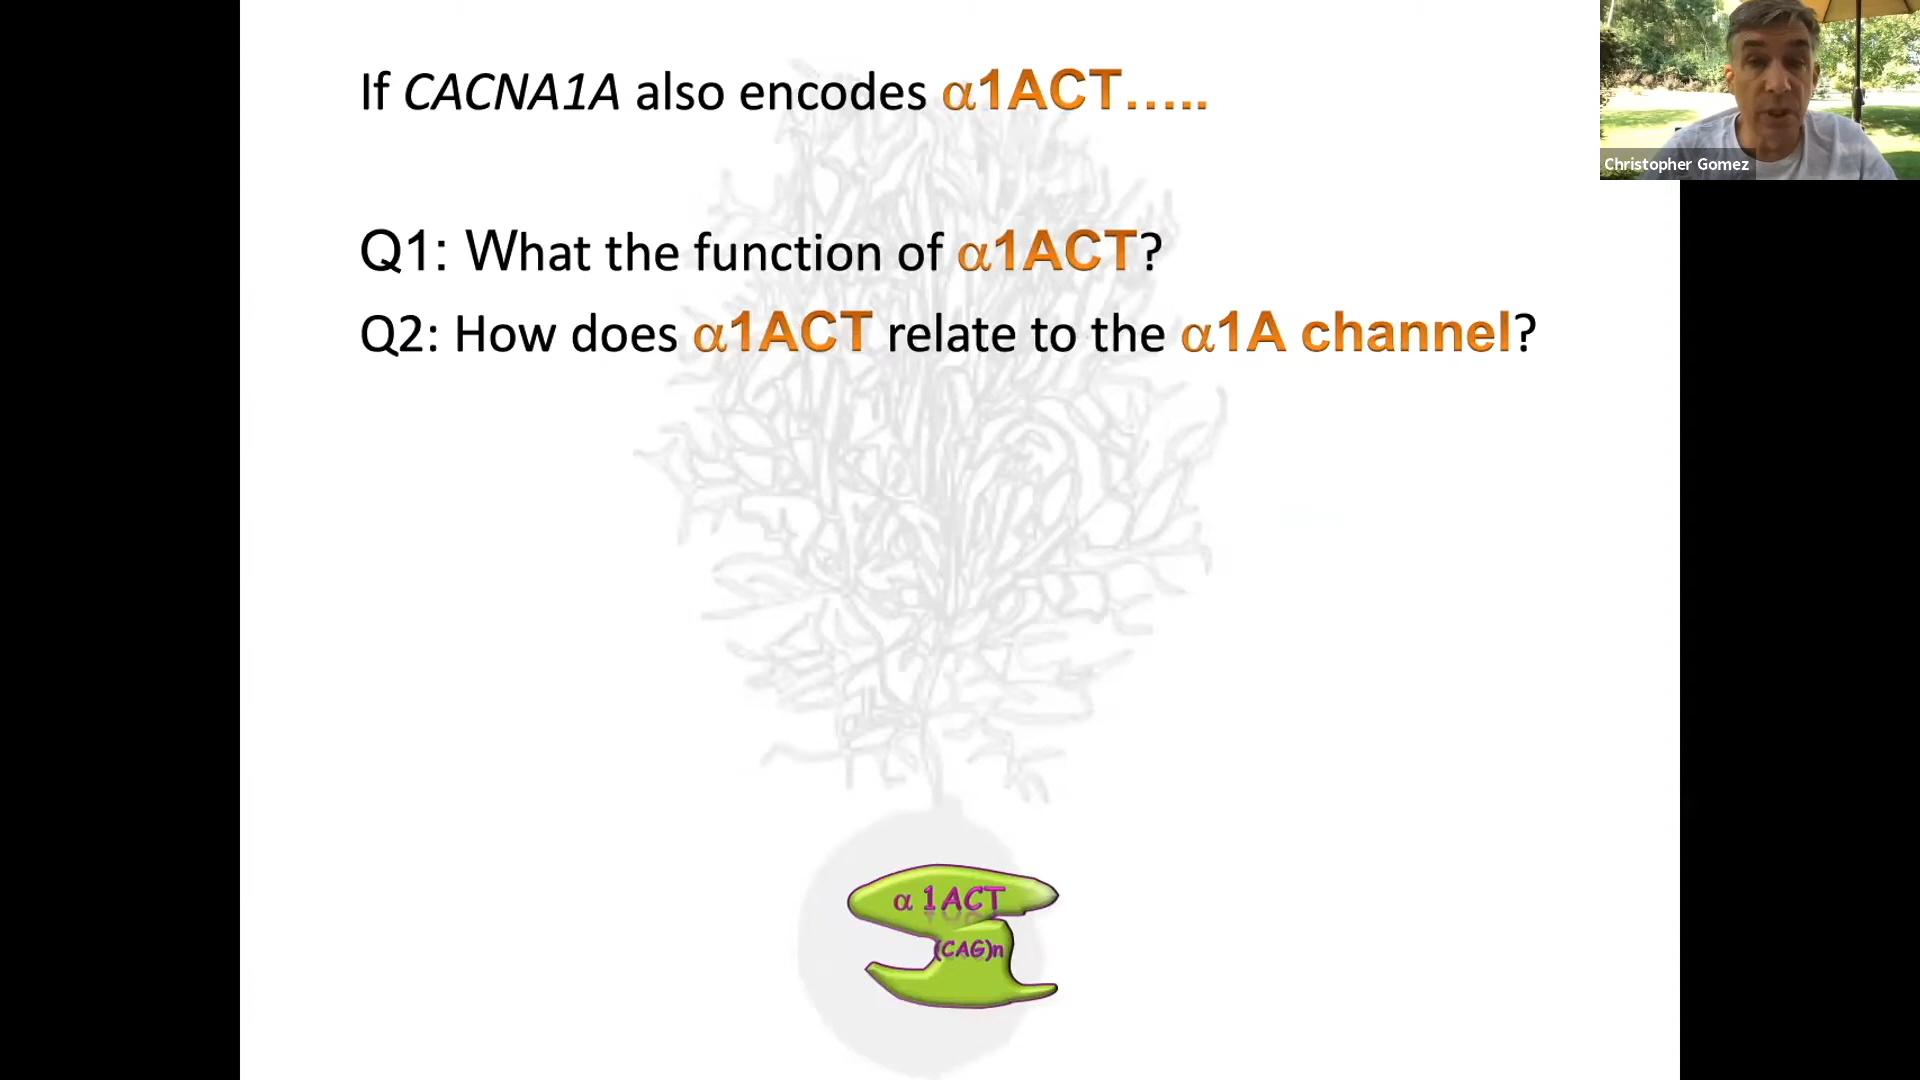 If CACNA1A also encodes α1ACT.....
Christopher Gomez
Q1: What the function of α1ACT?
Q2: How does α1ACT relate to the α1A channel?
α 1ACT
(CAG)n